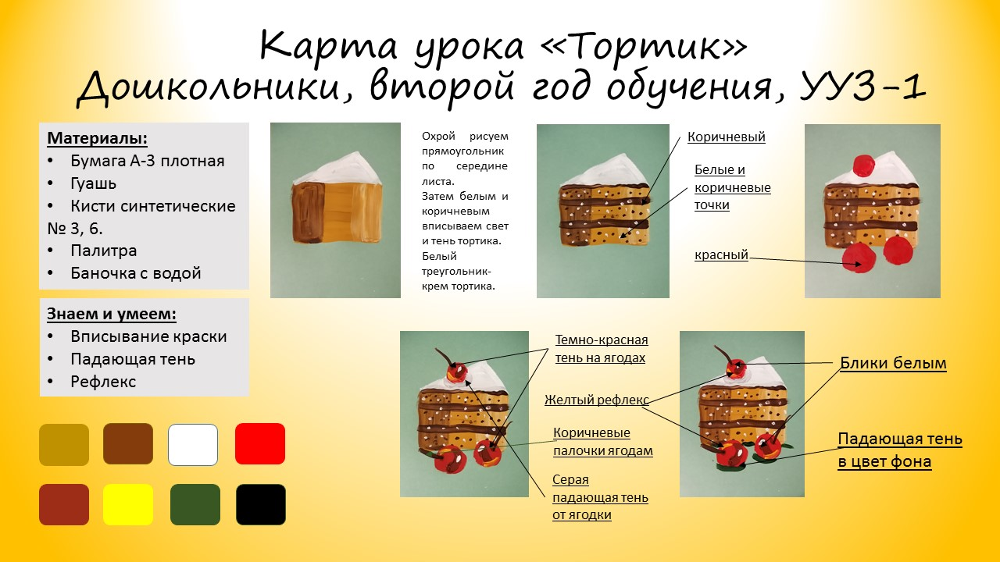 Карта урока «Тортик»
Дошкольники, второй год обучения, УУЗ-1
Материалы:
• Бумага А-3 плотная
• Гуашь
• Кисти синтетические
№ 3, 6.
• Палитра
• Баночка с водой
Знаем и умеем:
• Вписывание краски
• Падающая тень
• Рефлекс
Охрой рисуем
прямоугольник
по середине
листа.
Затем белым и
коричневым
вписываем свет
и тень тортика.
Белый
треугольник-
крем тортика.
Коричневый
Белые и
коричневые
точки
красный
Темно-красная
тень на ягодах
Желтый рефлекс
Коричневые
палочки ягодам
Серая
падающая тень
от ягодки
Блики белым
Падающая тень
в цвет фона